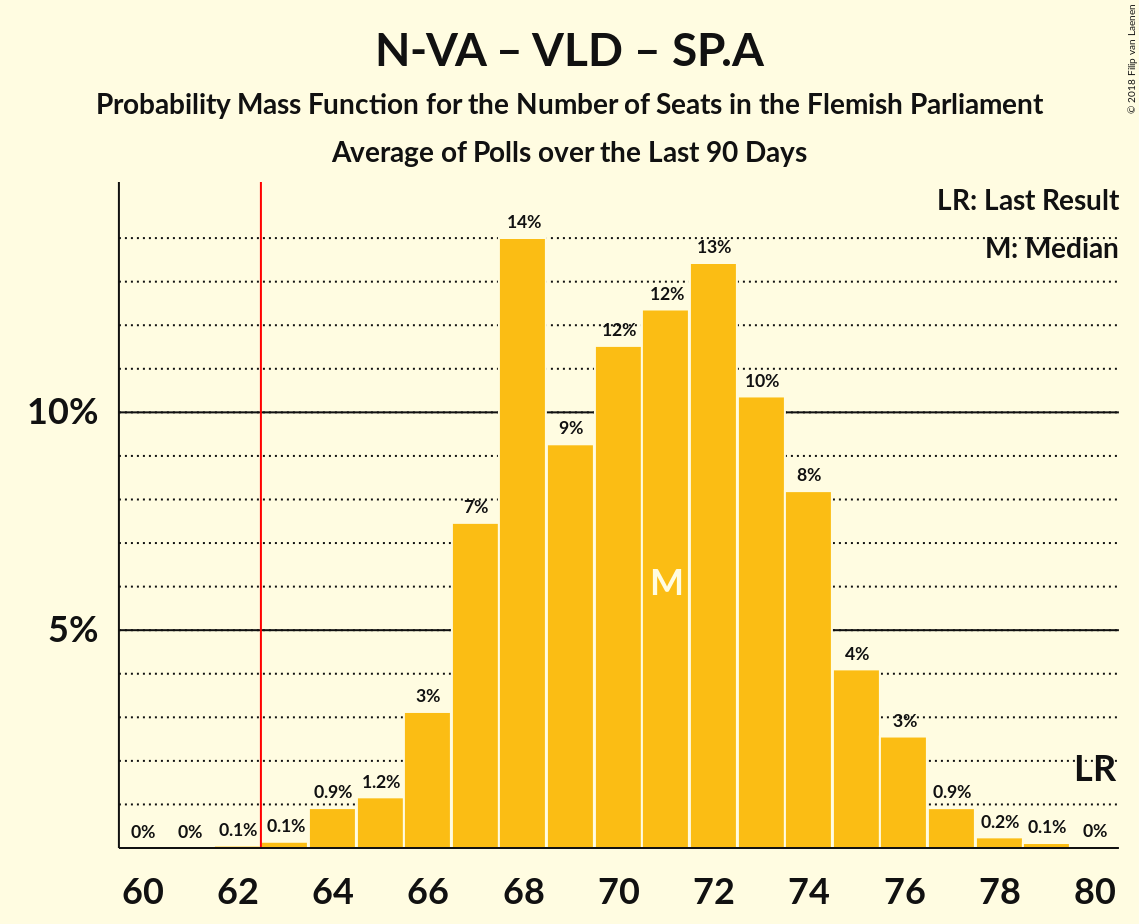 N-VA – VLD – SP.A
Probability Mass Function for the Number of Seats in the Flemish Parliament
Average of Polls over the Last 90 Days
© 2018 Filip van Laenen
LR: Last Result
M: Median
14%
13%
12%
12%
10%
10%
9%
8%
7%
M
5%
4%
3%
3%
LR
1.2%
0.9%
0.9%
0% 0% 0.1% 0.1% 0.2% 0.1% 0%
60 62 64 66 68 70 72 74 76 78 80